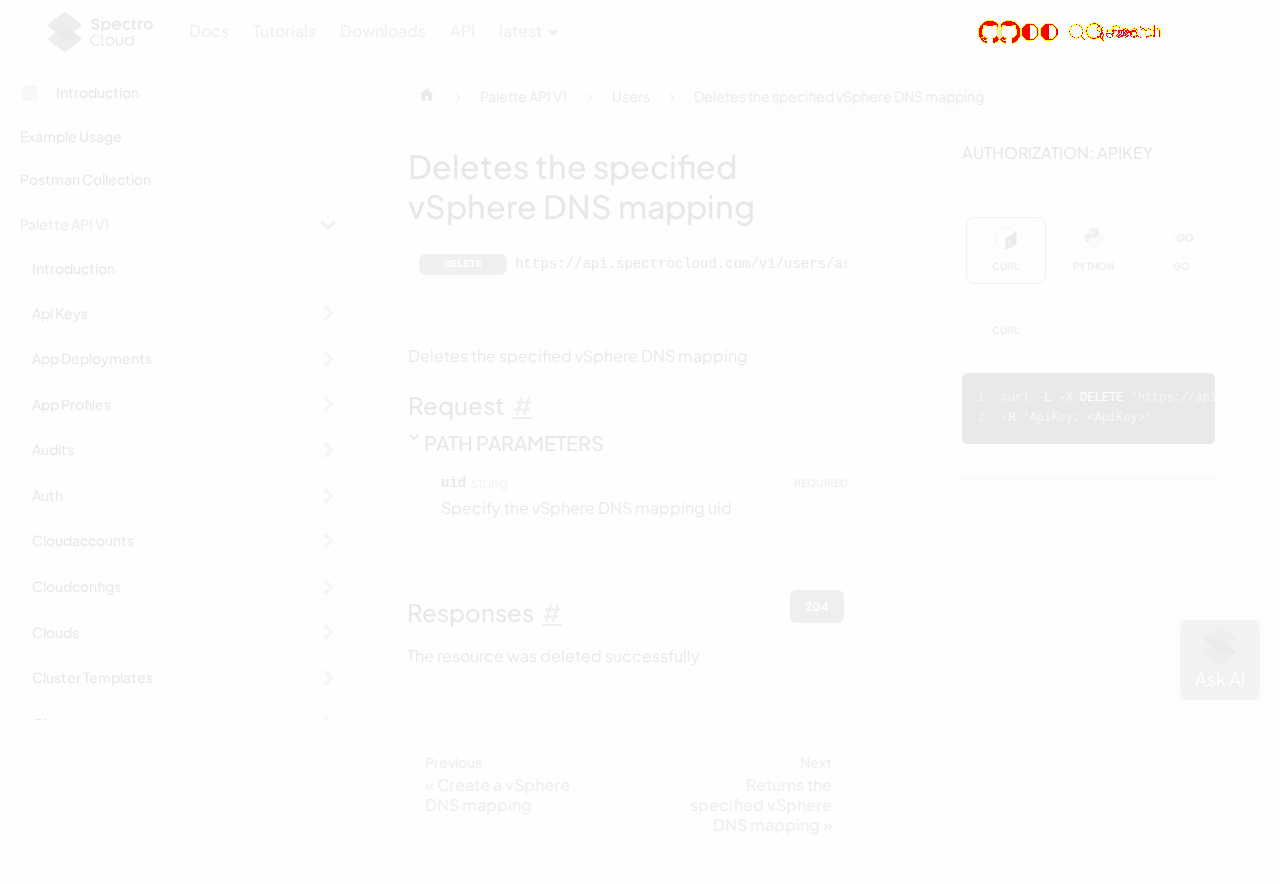 Spectro Cloud
Docs Tutorials Downloads API latest
Introduction
Example Usage
Postman Collection
Palette API V1
Introduction
Api Keys
App Deployments
App Profiles
Audits
Auth
Cloudaccounts
Cloudconfigs
Clouds
Cluster Templates
Palette API V1 Users Deletes the specified vSphere DNS mapping
Deletes the specified
vSphere DNS mapping
DELETE https://api.spectrocloud.com/v1/users/as
Deletes the specified vSphere DNS mapping
Request #
PATH PARAMETERS
uid string REQUIRED
Specify the vSphere DNS mapping uid
Responses #
204
The resource was deleted successfully
Previous
« Create a vSphere
DNS mapping
Next
Returns the
specified vSphere
DNS mapping »
AUTHORIZATION: APIKEY
CURL PYTHON GO
CURL
1 curl -L -X DELETE 'https://api
2 -H 'ApiKey: <ApiKey>'
Ask AI